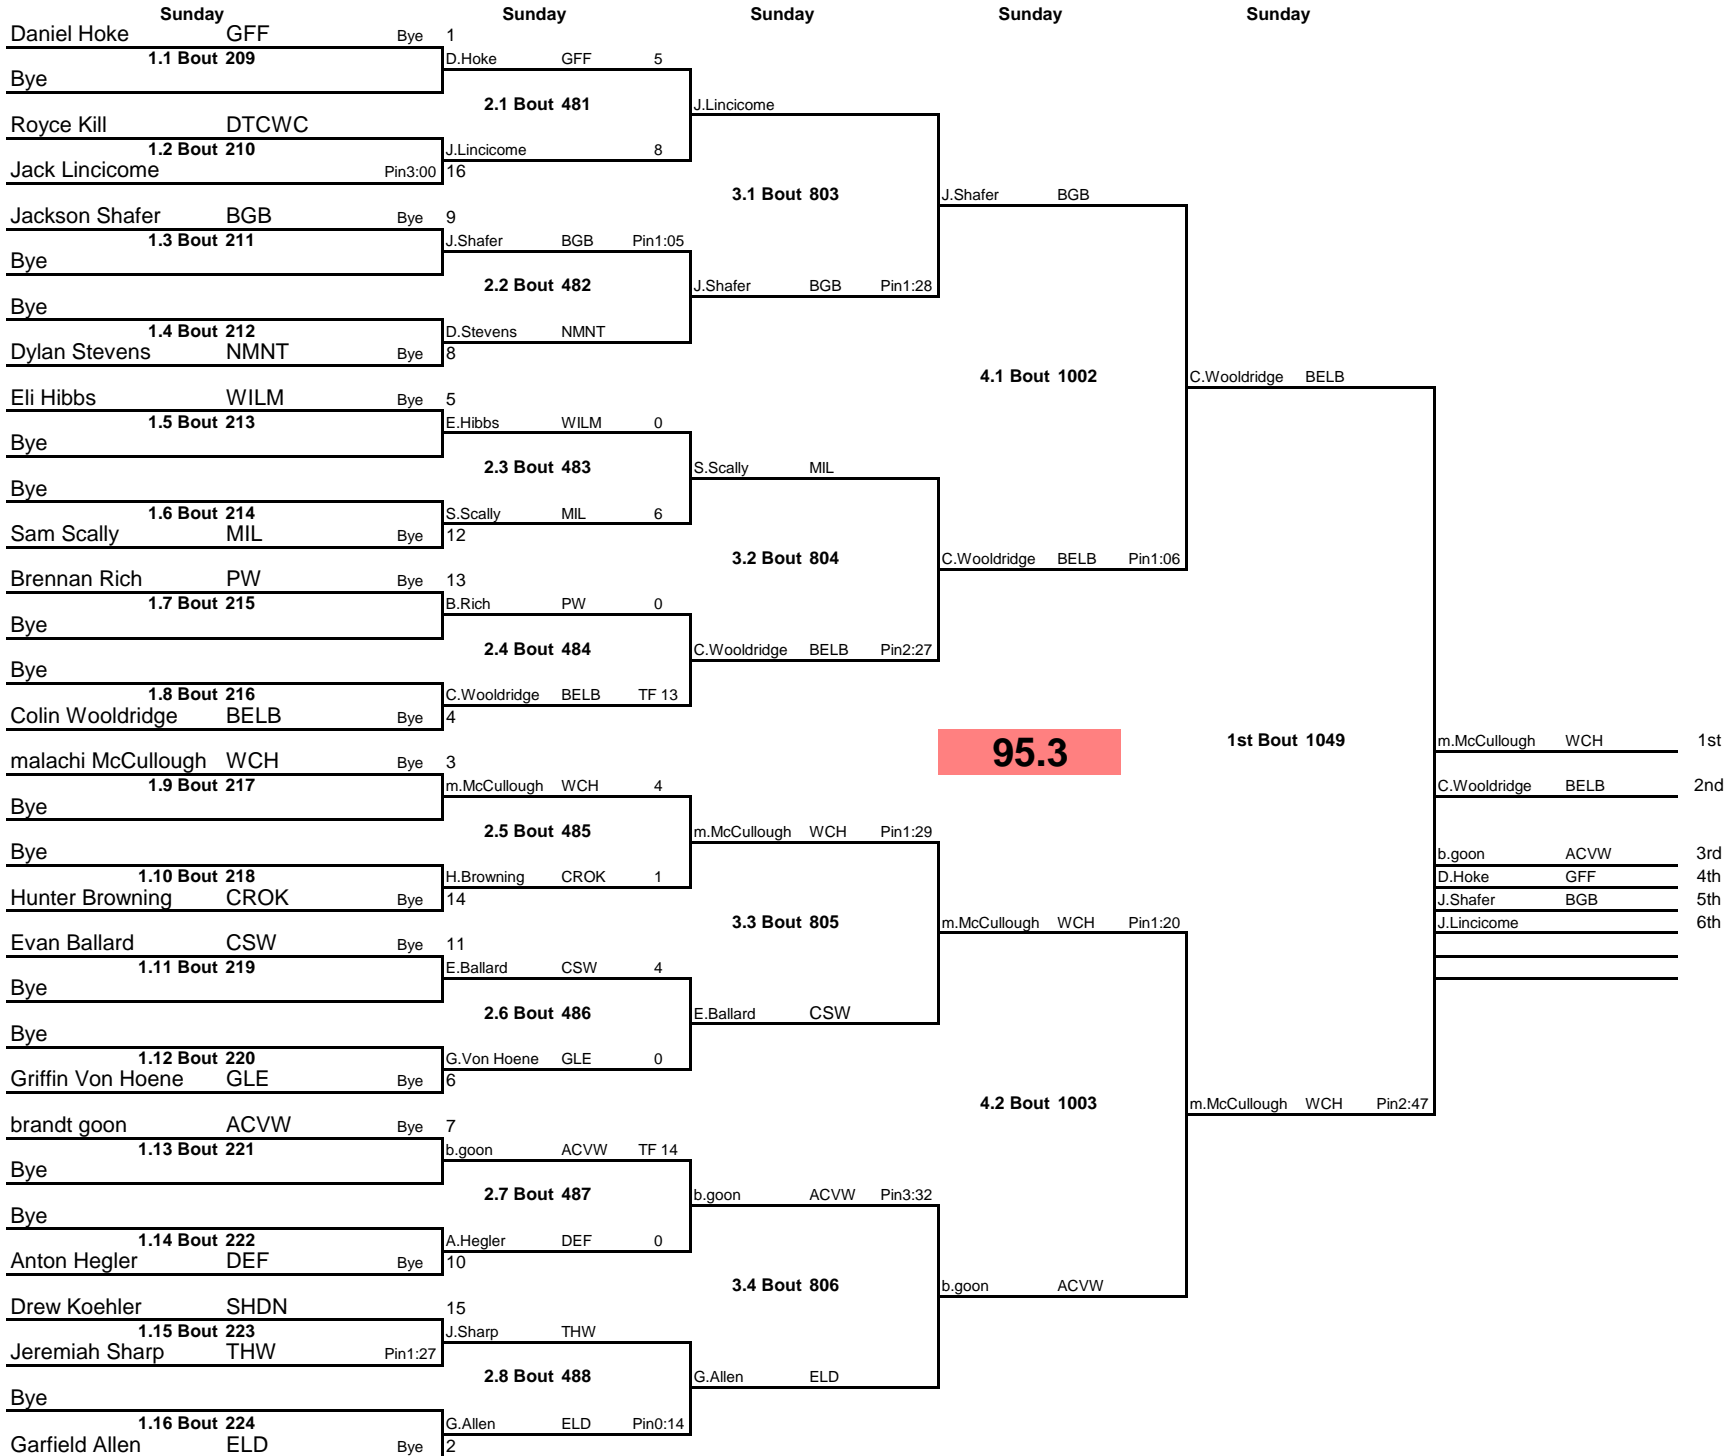 Sunday Sunday Sunday Sunday Sunday
Daniel Hoke GFF Bye 1
1.1 Bout 209 D.Hoke GFF 5
Bye
2.1 Bout 481 J.Lincicome
Royce Kill DTCWC
1.2 Bout 210 J.Lincicome 8
Jack Lincicome Pin3:00 16
3.1 Bout 803 J.Shafer BGB
Jackson Shafer BGB Bye 9
1.3 Bout 211 J.Shafer BGB Pin1:05
Bye
2.2 Bout 482 J.Shafer BGB Pin1:28
Bye
1.4 Bout 212 D.Stevens NMNT
Dylan Stevens NMNT Bye 8
4.1 Bout 1002 C.Wooldridge BELB
Eli Hibbs WILM Bye 5
1.5 Bout 213 E.Hibbs WILM 0
Bye
2.3 Bout 483 S.Scally MIL
Bye
1.6 Bout 214 S.Scally MIL 6
Sam Scally MIL Bye 12
3.2 Bout 804 C.Wooldridge BELB Pin1:06
Brennan Rich PW Bye 13
1.7 Bout 215 B.Rich PW 0
Bye
2.4 Bout 484 C.Wooldridge BELB Pin2:27
Bye
1.8 Bout 216 C.Wooldridge BELB TF 13
Colin Wooldridge BELB Bye 4
95.3 1st Bout 1049 m.McCullough WCH 1st
malachi McCullough WCH Bye 3
1.9 Bout 217 m.McCullough WCH 4 C.Wooldridge BELB 2nd
Bye
2.5 Bout 485 m.McCullough WCH Pin1:29
Bye b.goon ACVW 3rd
1.10 Bout 218 H.Browning CROK 1 D.Hoke GFF 4th
Hunter Browning CROK Bye 14 J.Shafer BGB 5th
3.3 Bout 805 m.McCullough WCH Pin1:20 J.Lincicome 6th
Evan Ballard CSW Bye 11
1.11 Bout 219 E.Ballard CSW 4
Bye
2.6 Bout 486 E.Ballard CSW
Bye
1.12 Bout 220 G.Von Hoene GLE 0
Griffin Von Hoene GLE Bye 6
4.2 Bout 1003 m.McCullough WCH Pin2:47
brandt goon ACVW Bye 7
1.13 Bout 221 b.goon ACVW TF 14
Bye
2.7 Bout 487 b.goon ACVW Pin3:32
Bye
1.14 Bout 222 A.Hegler DEF 0
Anton Hegler DEF Bye 10
3.4 Bout 806 b.goon ACVW
Drew Koehler SHDN 15
1.15 Bout 223 J.Sharp THW
Jeremiah Sharp THW Pin1:27
2.8 Bout 488 G.Allen ELD
Bye
1.16 Bout 224 G.Allen ELD Pin0:14
Garfield Allen ELD Bye 2